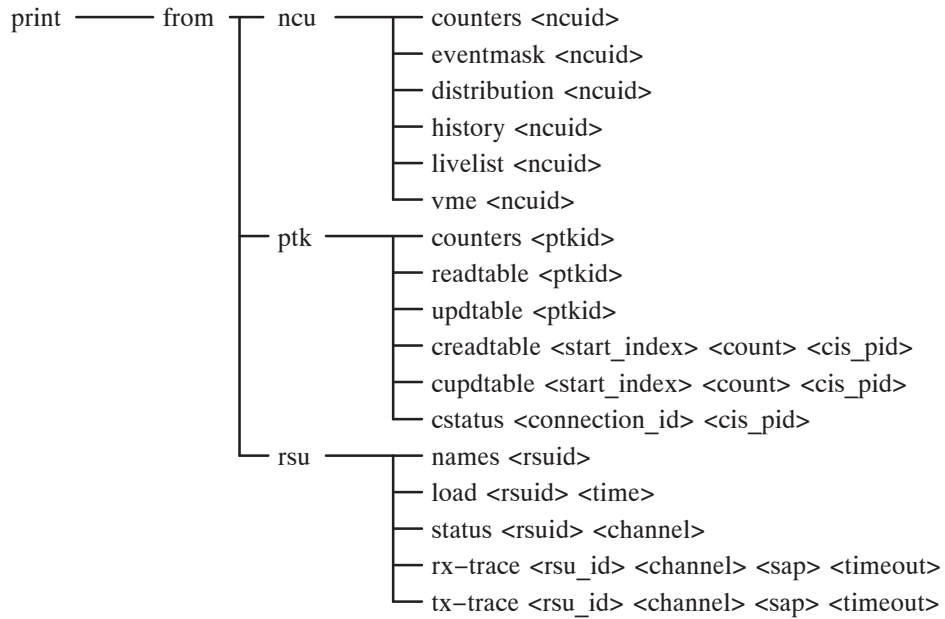 print from ncu counters <ncuid>
eventmask <ncuid>
distribution <ncuid>
history <ncuid>
livelist <ncuid>
vme <ncuid>
ptk counters <ptkid>
readtable <ptkid>
updtable <ptkid>
creadtable <start_index> <count> <cis_pid>
cupdtable <start_index> <count> <cis_pid>
cstatus <connection_id> <cis_pid>
rsu names <rsuid>
load <rsuid> <time>
status <rsuid> <channel>
rx−trace <rsu_id> <channel> <sap> <timeout>
tx−trace <rsu_id> <channel> <sap> <timeout>